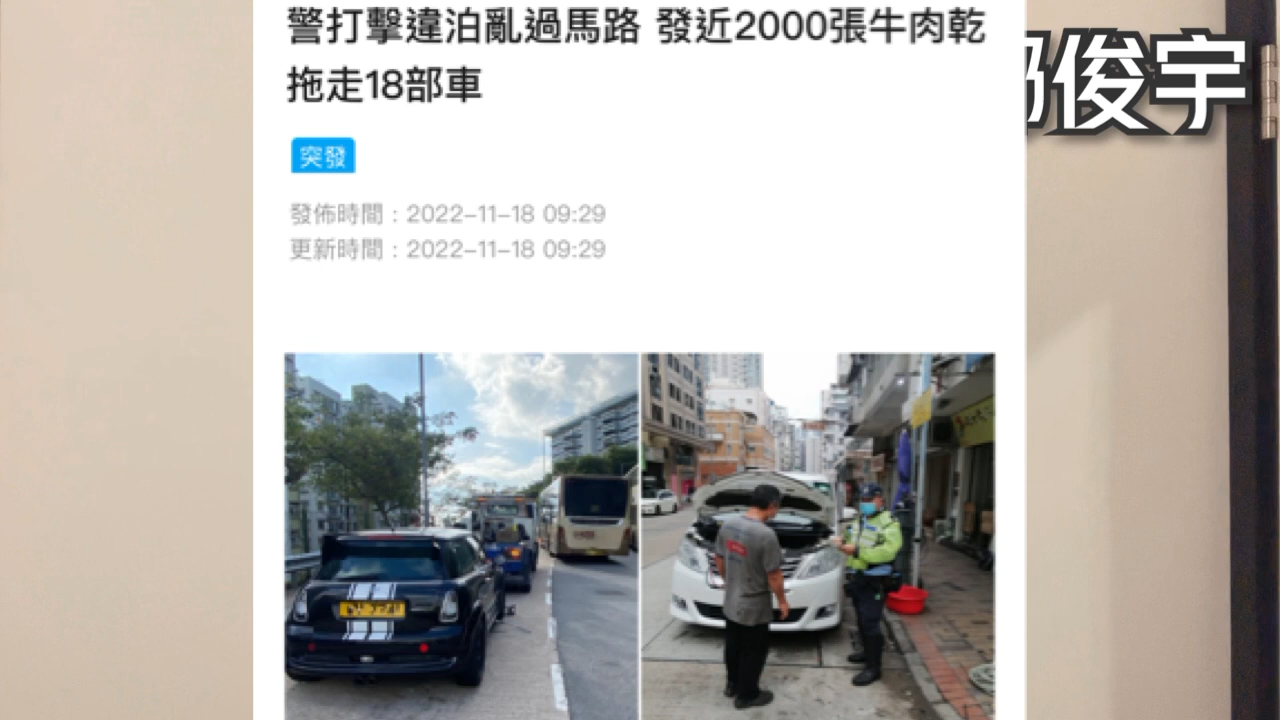 警打擊違泊亂過馬路 發近2000張牛肉乾
拖走18部車
俊宇
突發
發佈時間：2022-11-18 09:29
更新時間：2022-11-18 09:29